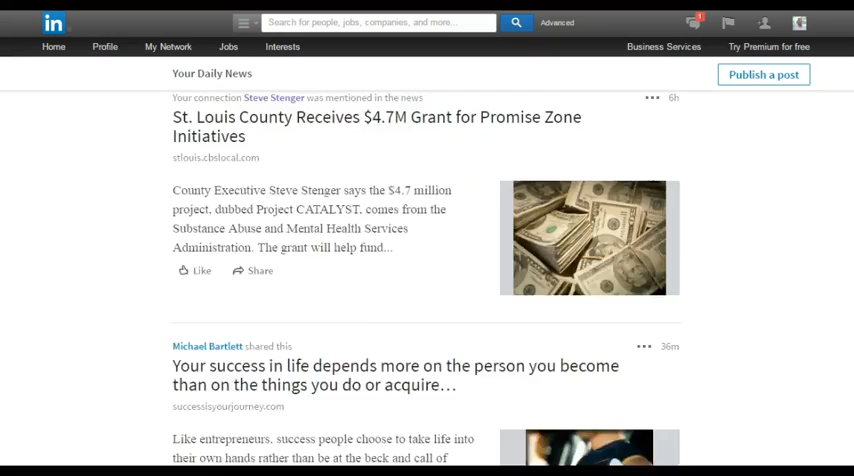 in Search for people, jobs, companies, and more... Advanced 1
Home Profile My Network Jobs Interests Business Services Try Premium for free
Your Daily News Publish a post
Your connection Steve Stenger was mentioned in the news ••• 6h
St. Louis County Receives $4.7M Grant for Promise Zone
Initiatives
stlouis.cbslocal.com
County Executive Steve Stenger says the $4.7 million
project, dubbed Project CATALYST, comes from the
Substance Abuse and Mental Health Services
Administration. The grant will help fund...
Like Share
Michael Bartlett shared this ••• 36m
Your success in life depends more on the person you become
than on the things you do or acquire…
successisyourjourney.com
Like entrepreneurs, success people choose to take life into
their own hands rather than be at the beck and call of